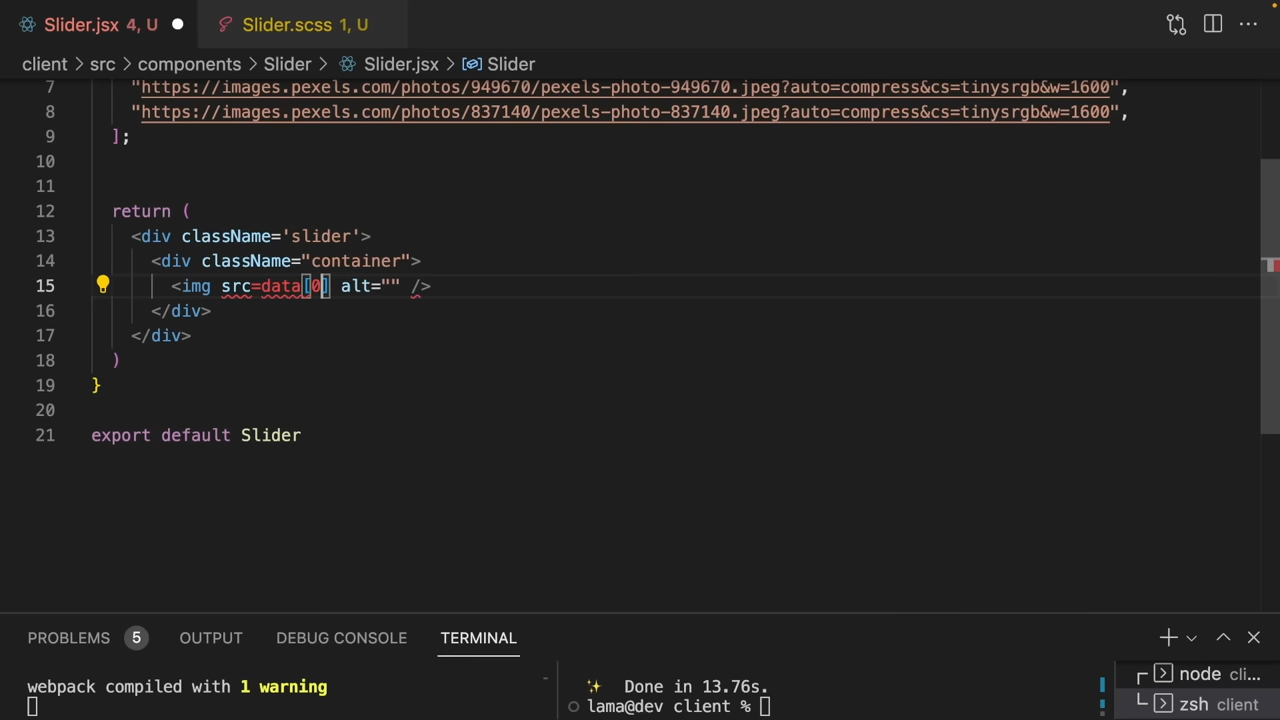 Slider.jsx 4, U Slider.scss 1, U
client > src > components > Slider > Slider.jsx > Slider
7 "https://images.pexels.com/photos/949670/pexels-photo-949670.jpeg?auto=compress&cs=tinysrgb&w=1600",
8 "https://images.pexels.com/photos/837140/pexels-photo-837140.jpeg?auto=compress&cs=tinysrgb&w=1600",
9 ];
10
11
12 return (
13 <div className='slider'>
14 <div className="container">
15 <img src=data[0] alt="" />
16 </div>
17 </div>
18 )
19 }
20
21 export default Slider
PROBLEMS 5 OUTPUT DEBUG CONSOLE TERMINAL
webpack compiled with 1 warning
✨ Done in 13.76s.
lama@dev client %
node cli...
zsh client